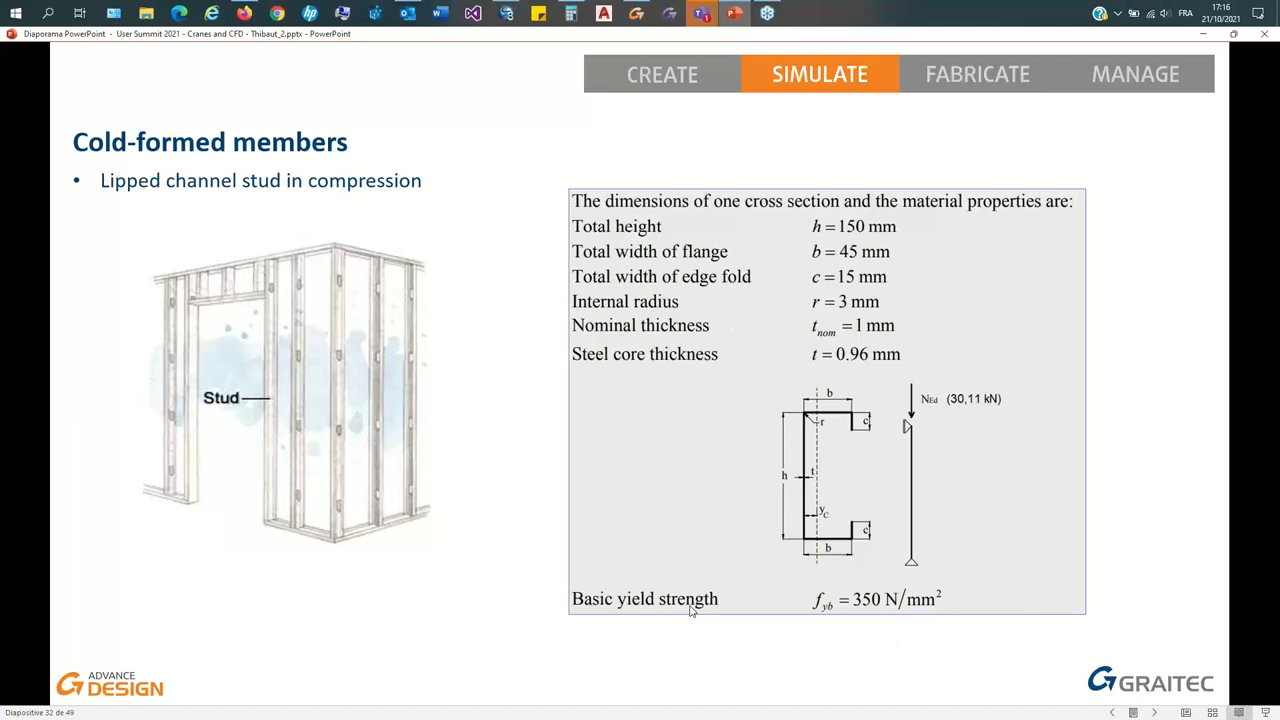 17:16
FRA
21/10/2021
Diaporama PowerPoint - User Summit 2021 - Cranes and CFD - Thibaut_2.pptx - PowerPoint
CREATE SIMULATE FABRICATE MANAGE
Cold-formed members
• Lipped channel stud in compression
Stud
The dimensions of one cross section and the material properties are:
Total height h = 150 mm
Total width of flange b = 45 mm
Total width of edge fold c = 15 mm
Internal radius r = 3 mm
Nominal thickness tnom = 1 mm
Steel core thickness t = 0.96 mm
b
r
c
h
t
yC
c
b
NEd (30,11 kN)
Basic yield strength fyb = 350 N/mm²
ADVANCE
DESIGN
GRAITEC
Diapositive 32 de 49